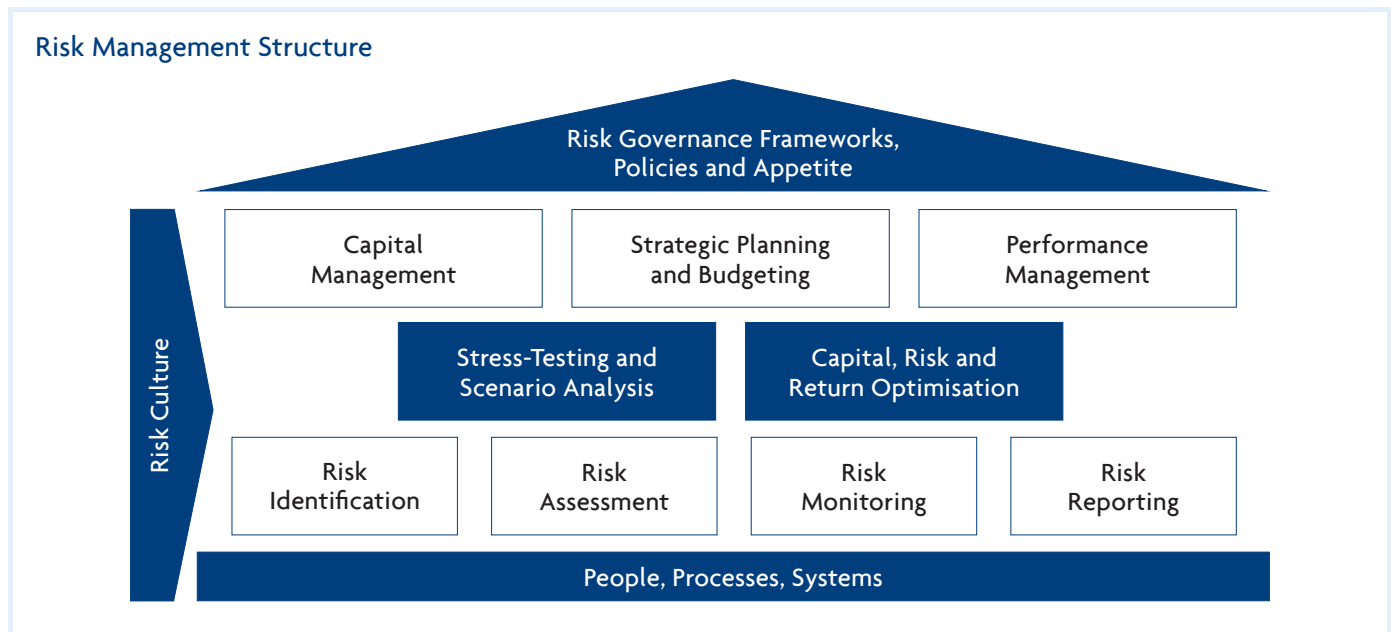 Risk Management Structure
Risk Governance Frameworks,
Policies and Appetite
Risk Culture
Capital
Management
Strategic Planning
and Budgeting
Performance
Management
Stress-Testing and
Scenario Analysis
Capital, Risk and
Return Optimisation
Risk
Identification
Risk
Assessment
Risk
Monitoring
Risk
Reporting
People, Processes, Systems